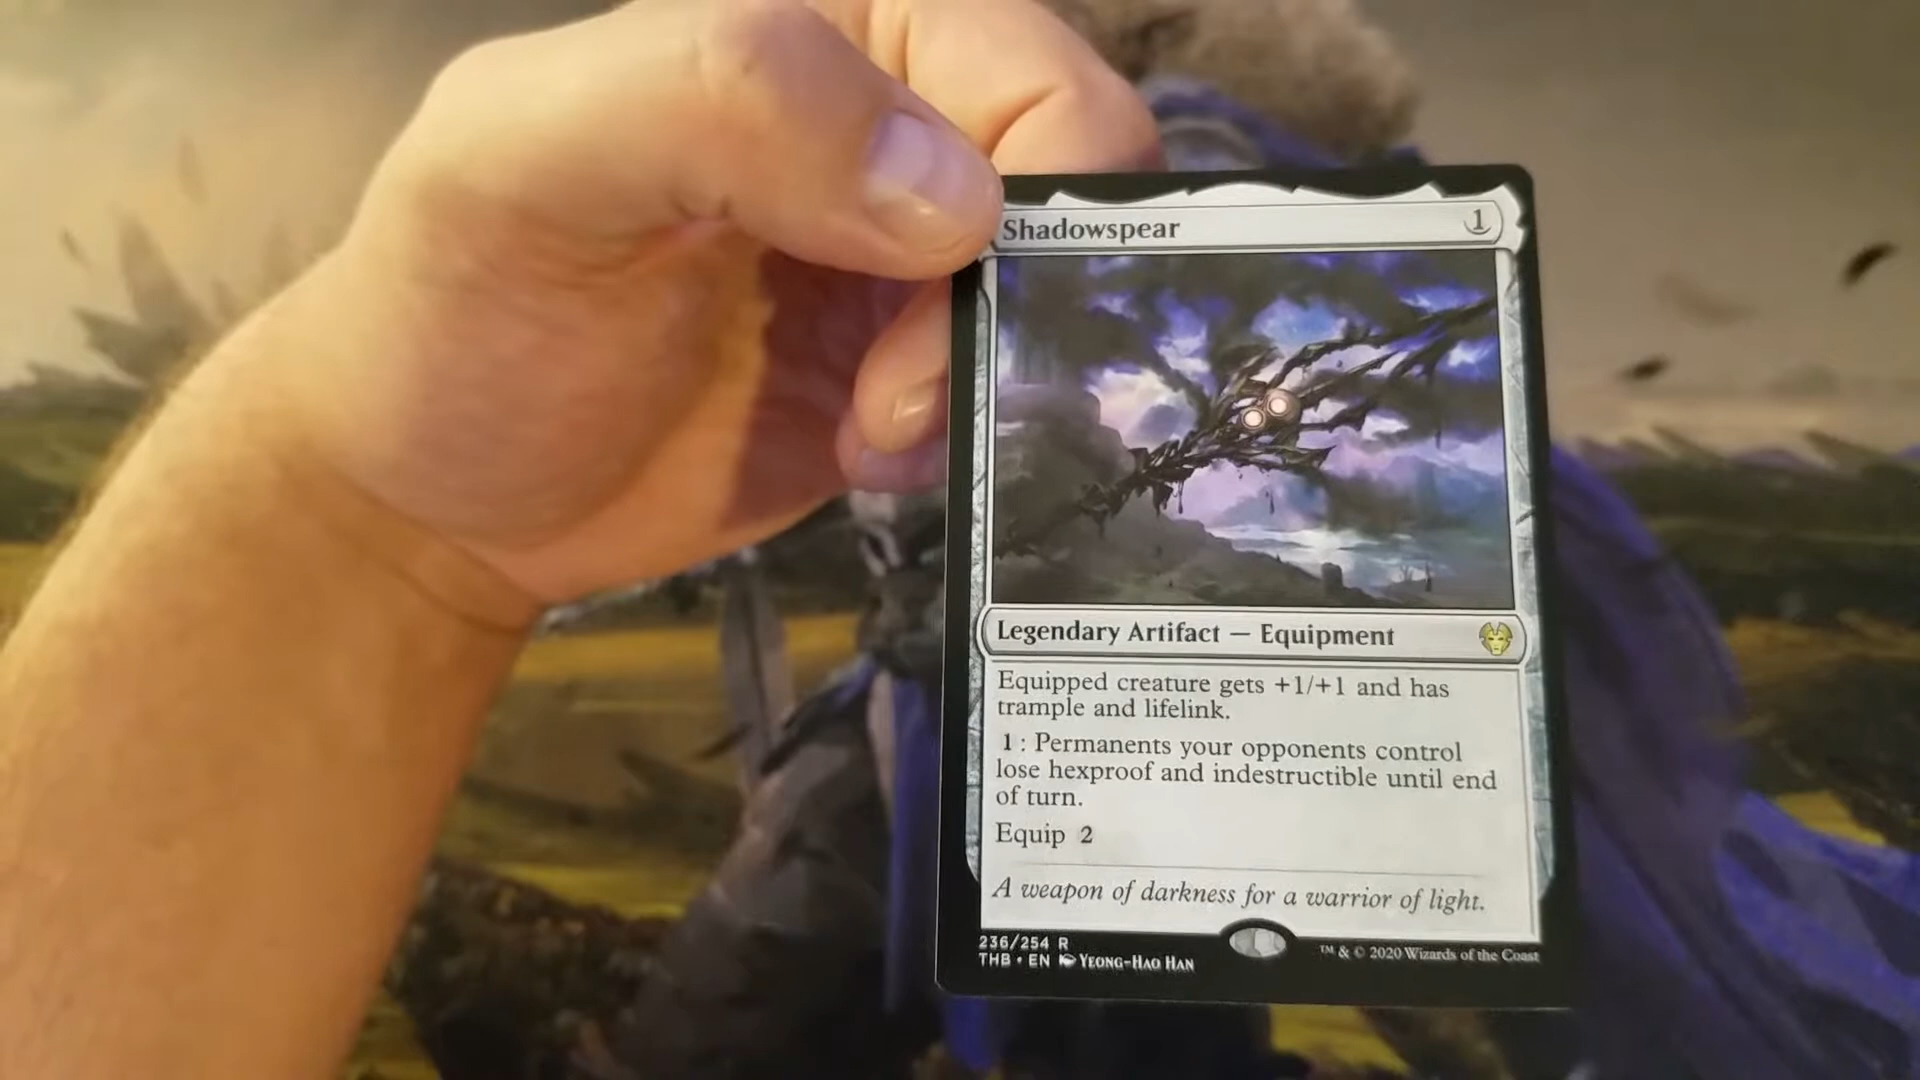 Shadowspear 1
Legendary Artifact — Equipment
Equipped creature gets +1/+1 and has
trample and lifelink.
1 : Permanents your opponents control
lose hexproof and indestructible until end
of turn.
Equip 2
A weapon of darkness for a warrior of light.
236/254 R
THB • EN YEONG-HAO HAN
™ & © 2020 Wizards of the Coast